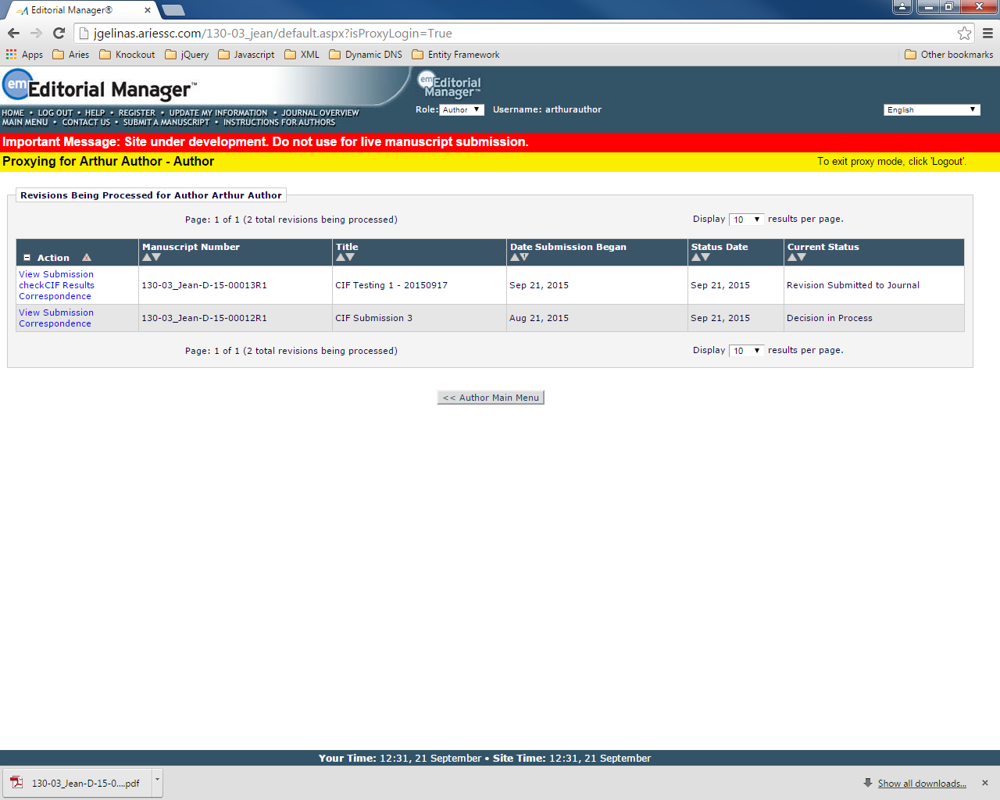 Editorial Manager®
jgelinas.ariessc.com/130-03_jean/default.aspx?isProxyLogin=True
Apps Aries Knockout jQuery Javascript XML Dynamic DNS Entity Framework Other bookmarks
em Editorial Manager™
em Editorial Manager™
Role: Author Username: arthurauthor English
HOME • LOG OUT • HELP • REGISTER • UPDATE MY INFORMATION • JOURNAL OVERVIEW
MAIN MENU • CONTACT US • SUBMIT A MANUSCRIPT • INSTRUCTIONS FOR AUTHORS
Important Message: Site under development. Do not use for live manuscript submission.
Proxying for Arthur Author - Author To exit proxy mode, click 'Logout'.
Revisions Being Processed for Author Arthur Author
Page: 1 of 1 (2 total revisions being processed) Display 10 results per page.
Action Manuscript Number Title Date Submission Began Status Date Current Status
View Submission
checkCIF Results 130-03_Jean-D-15-00013R1 CIF Testing 1 - 20150917 Sep 21, 2015 Sep 21, 2015 Revision Submitted to Journal
Correspondence
View Submission
Correspondence 130-03_Jean-D-15-00012R1 CIF Submission 3 Aug 21, 2015 Sep 21, 2015 Decision in Process
Page: 1 of 1 (2 total revisions being processed) Display 10 results per page.
<< Author Main Menu
Your Time: 12:31, 21 September • Site Time: 12:31, 21 September
130-03_Jean-D-15-0....pdf Show all downloads...